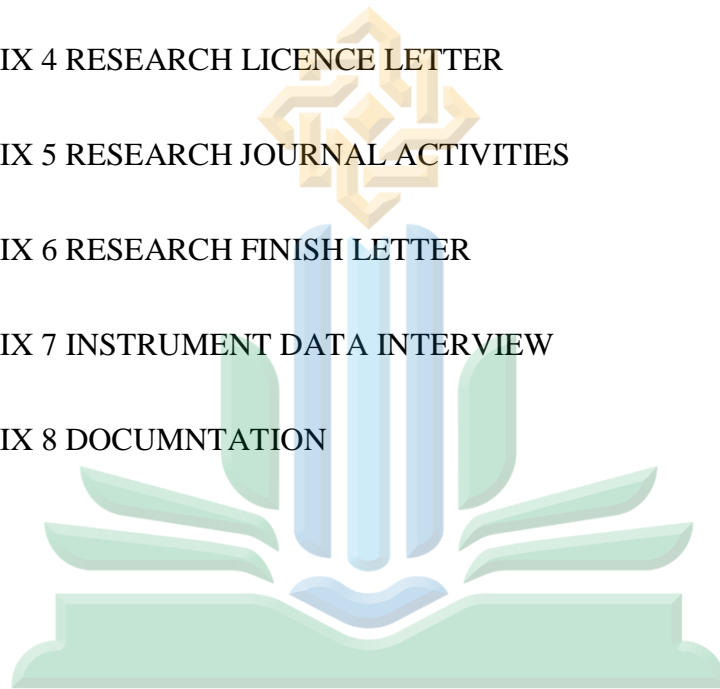 IX 4 RESEARCH LICENCE LETTER
IX 5 RESEARCH JOURNAL ACTIVITIES
IX 6 RESEARCH FINISH LETTER
IX 7 INSTRUMENT DATA INTERVIEW
IX 8 DOCUMNTATION